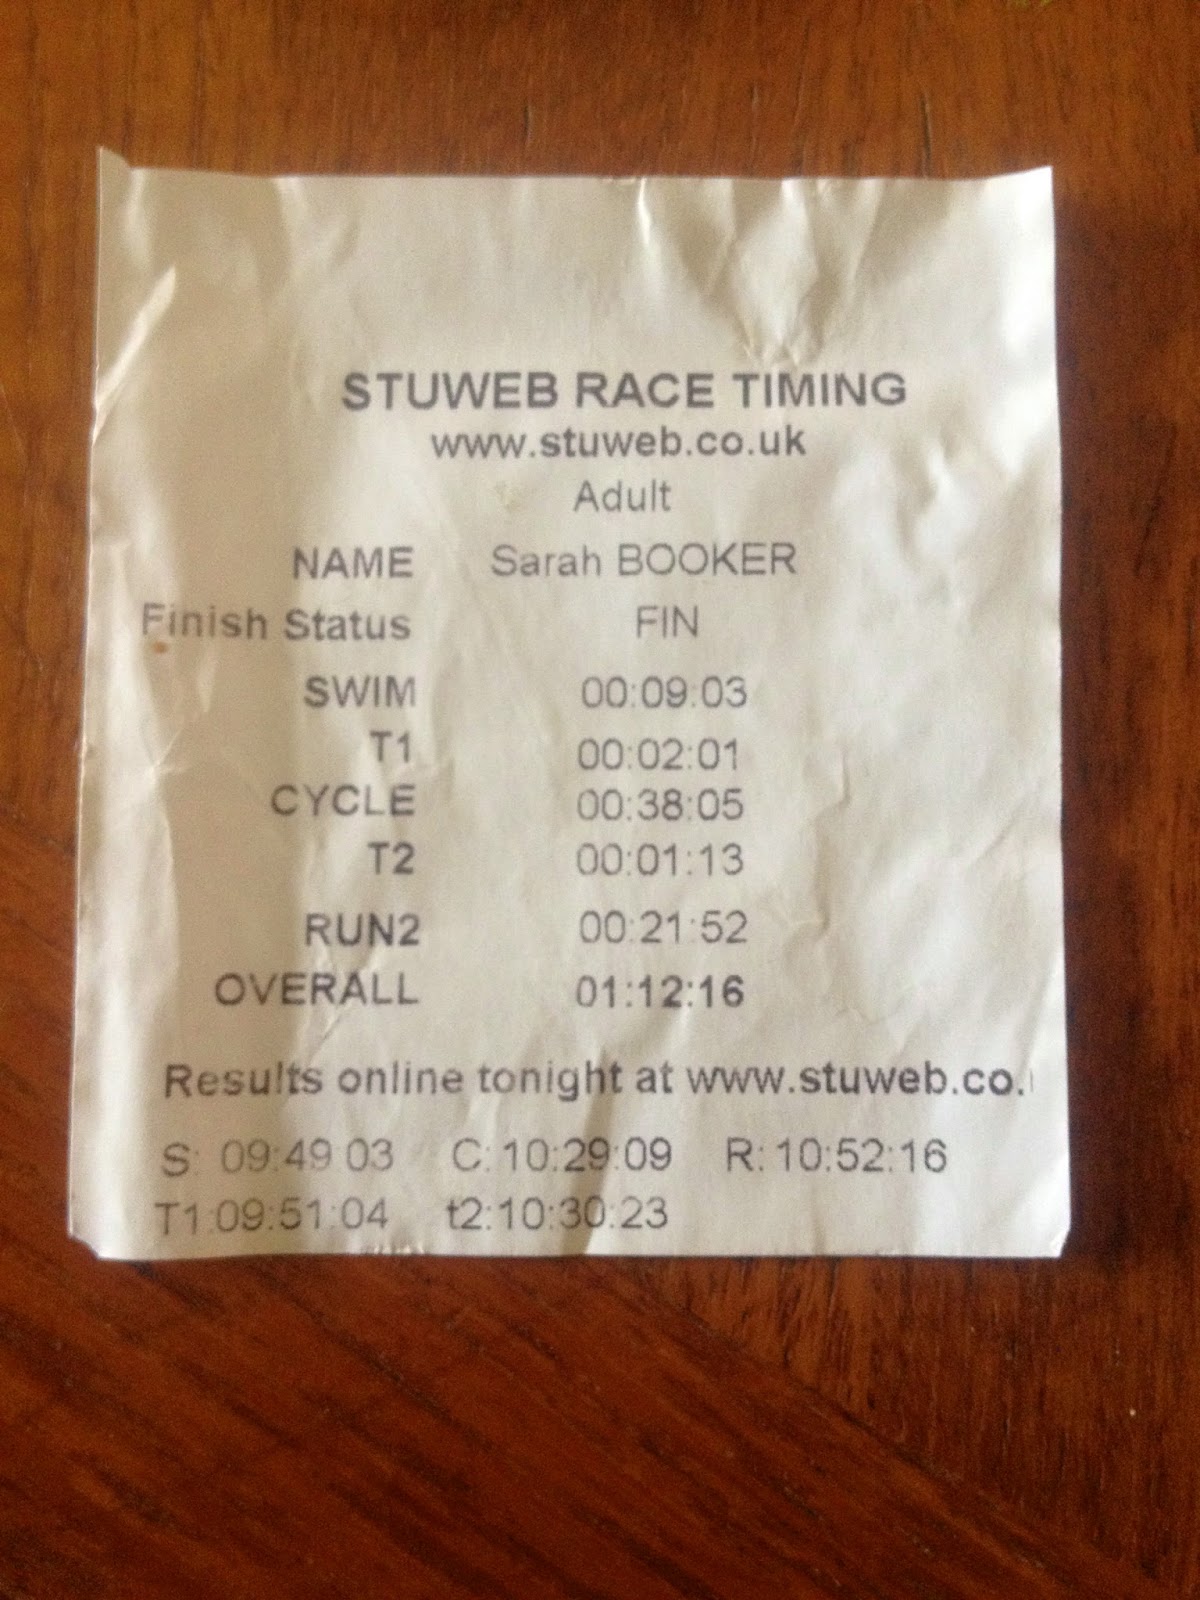 STUWEB RACE TIMING
www.stuweb.co.uk
Adult
NAME Sarah BOOKER
Finish Status FIN
SWIM 00:09:03
T1 00:02:01
CYCLE 00:38:05
T2 00:01:13
RUN2 00:21:52
OVERALL 01:12:16
Results online tonight at www.stuweb.co.
S: 09:49:03 C:10:29:09 R:10:52:16
T1:09:51:04 t2:10:30:23